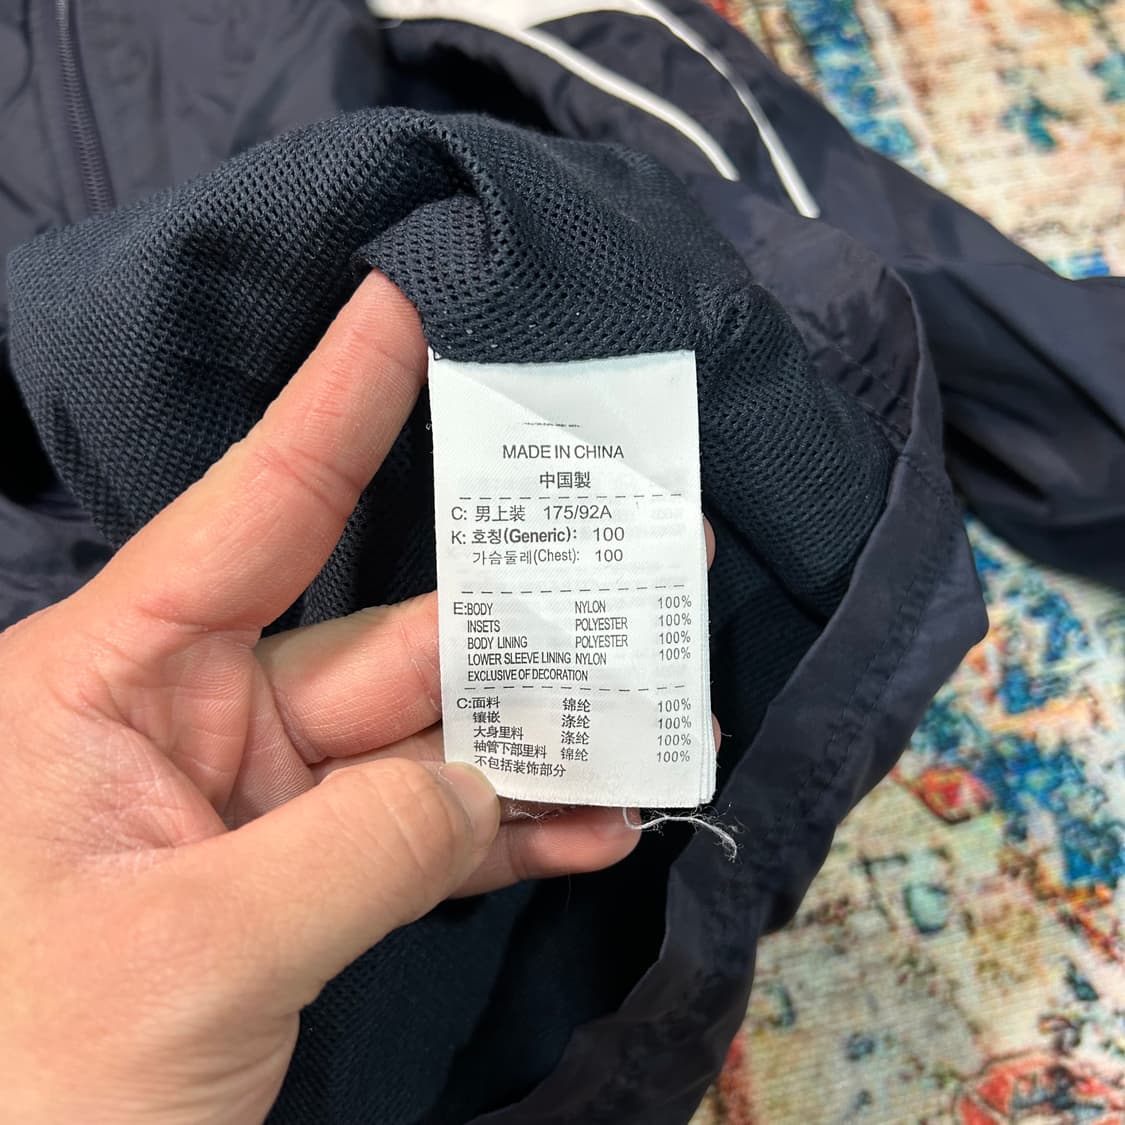 MADE IN CHINA
中国製
C: 男上装 175/92A
K: 호칭(Generic): 100
가슴둘레(Chest): 100
E:BODY NYLON 100%
INSETS POLYESTER 100%
BODY LINING POLYESTER 100%
LOWER SLEEVE LINING NYLON 100%
EXCLUSIVE OF DECORATION
C:面料 锦纶 100%
镶嵌 涤纶 100%
大身里料 涤纶 100%
袖管下部里料 锦纶 100%
不包括装饰部分